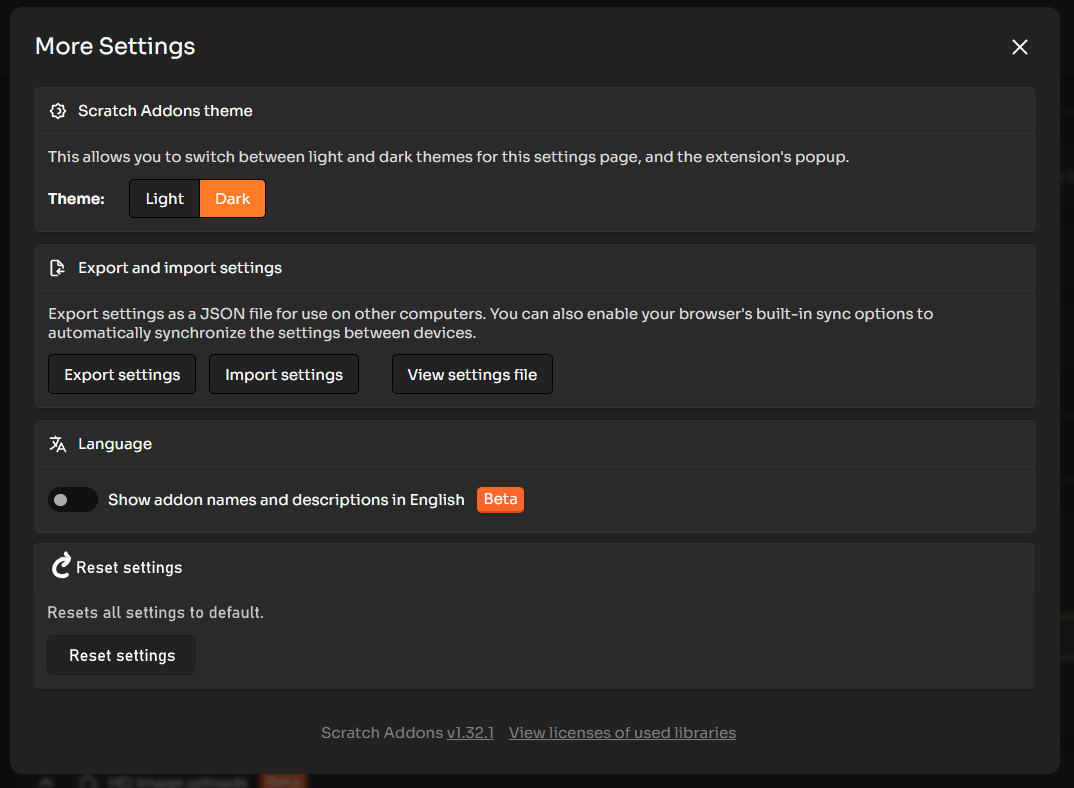 More Settings
Scratch Addons theme
This allows you to switch between light and dark themes for this settings page, and the extension's popup.
Theme:
Light
Dark
Export and import settings
Export settings as a JSON file for use on other computers. You can also enable your browser's built-in sync options to
automatically synchronize the settings between devices.
Export settings
Import settings
View settings file
Language
Show addon names and descriptions in English
Beta
Reset settings
Resets all settings to default.
Reset settings
Scratch Addons v1.32.1
View licenses of used libraries
HD image uploads
Beta